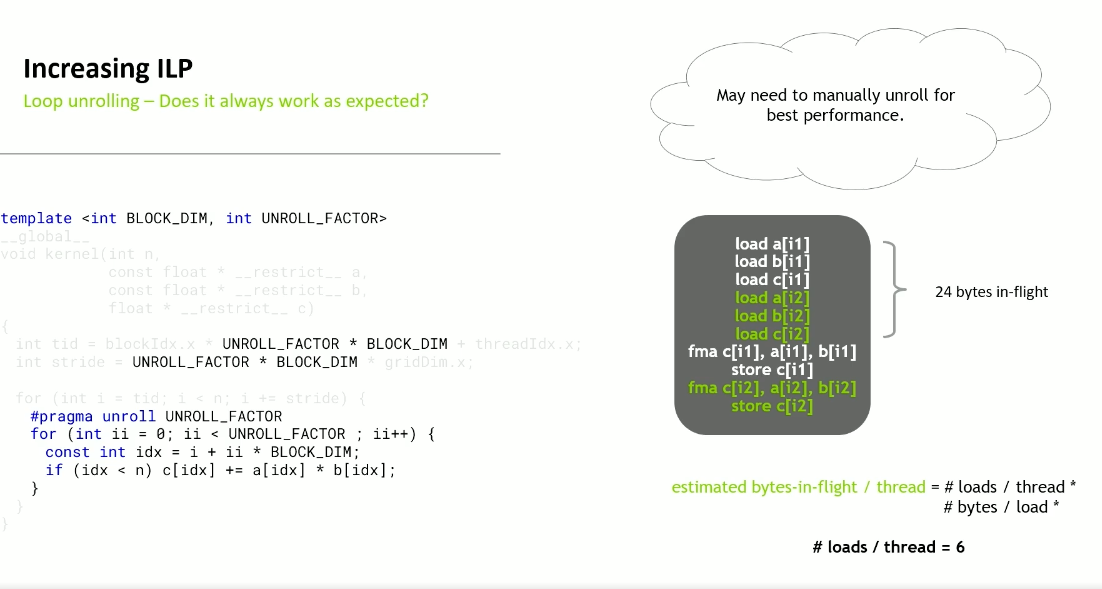 Increasing ILP
Loop unrolling – Does it always work as expected?
May need to manually unroll for
best performance.
template <int BLOCK_DIM, int UNROLL_FACTOR>
__global__
void kernel(int n,
const float * __restrict__ a,
const float * __restrict__ b,
float * __restrict__ c)
{
int tid = blockIdx.x * UNROLL_FACTOR * BLOCK_DIM + threadIdx.x;
int stride = UNROLL_FACTOR * BLOCK_DIM * gridDim.x;
for (int i = tid; i < n; i += stride) {
#pragma unroll UNROLL_FACTOR
for (int ii = 0; ii < UNROLL_FACTOR ; ii++) {
const int idx = i + ii * BLOCK_DIM;
if (idx < n) c[idx] += a[idx] * b[idx];
}
}
}
load a[i1]
load b[i1]
load c[i1]
load a[i2]
load b[i2]
load c[i2]
fma c[i1], a[i1], b[i1]
store c[i1]
fma c[i2], a[i2], b[i2]
store c[i2]
24 bytes in-flight
estimated bytes-in-flight / thread = # loads / thread *
# bytes / load *
# loads / thread = 6